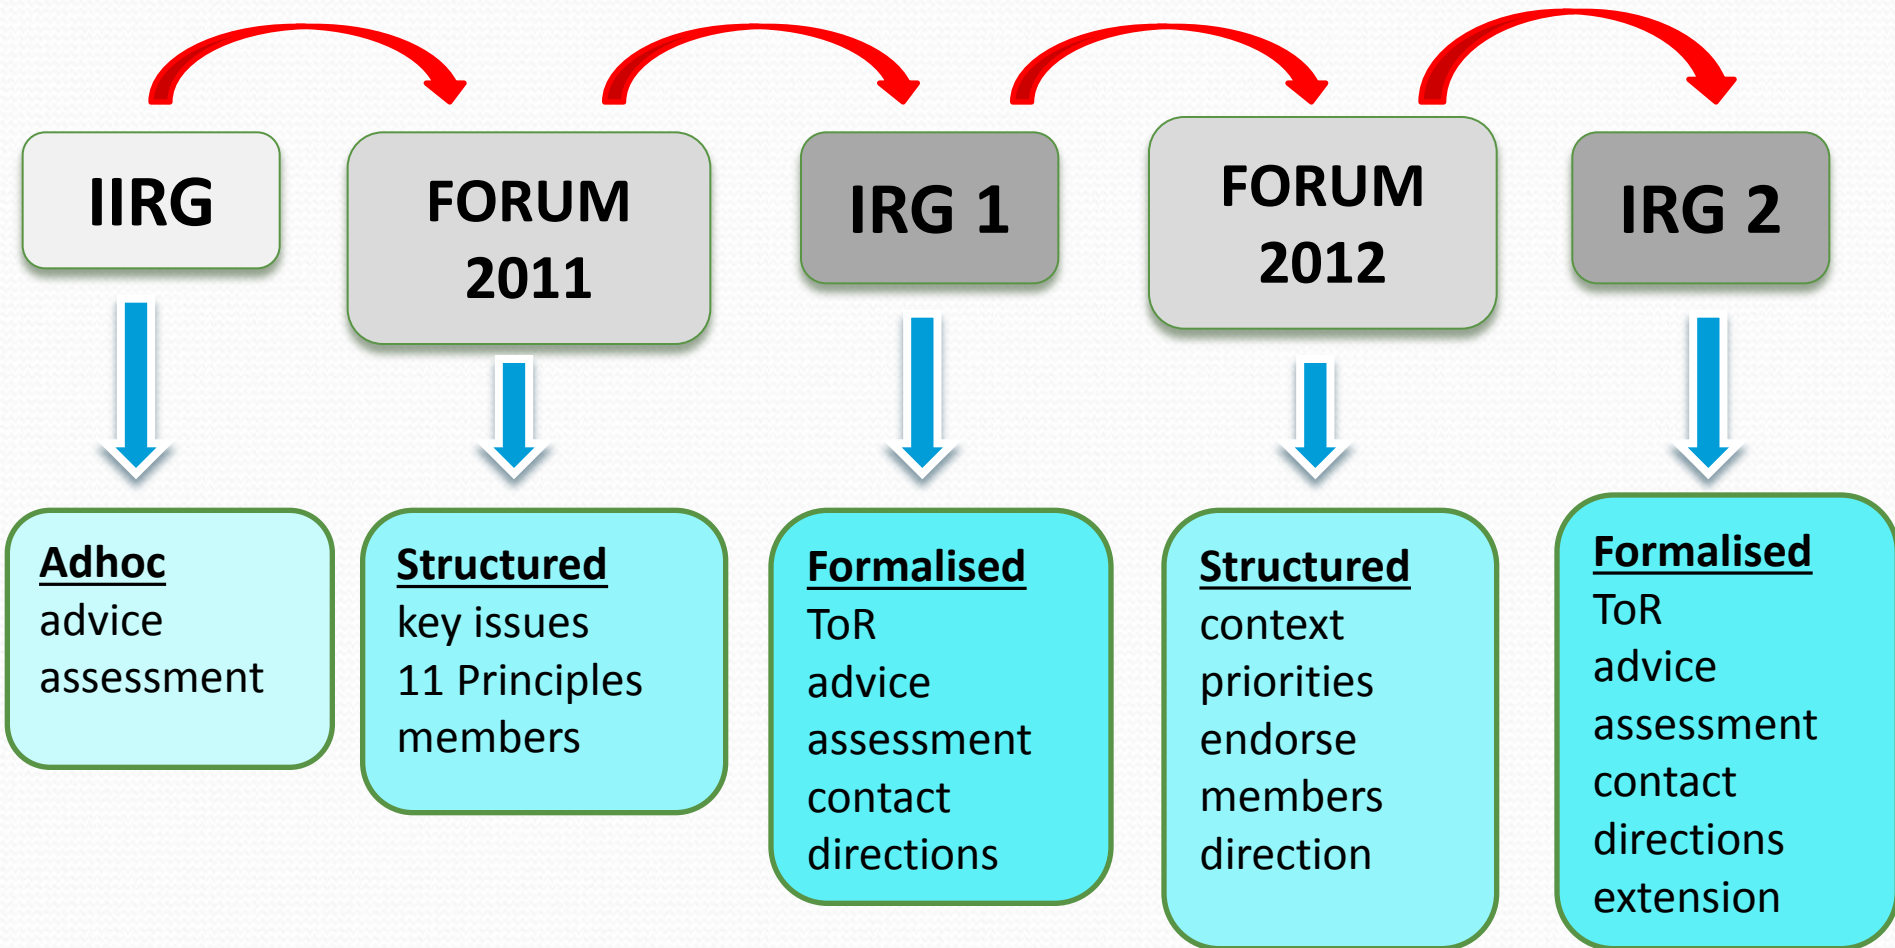 IIRG
FORUM
2011
IRG 1
FORUM
2012
IRG 2
Adhoc
advice
assessment
Structured
key issues
11 Principles
members
Formalised
ToR
advice
assessment
contact
directions
Structured
context
priorities
endorse
members
direction
Formalised
ToR
advice
assessment
contact
directions
extension